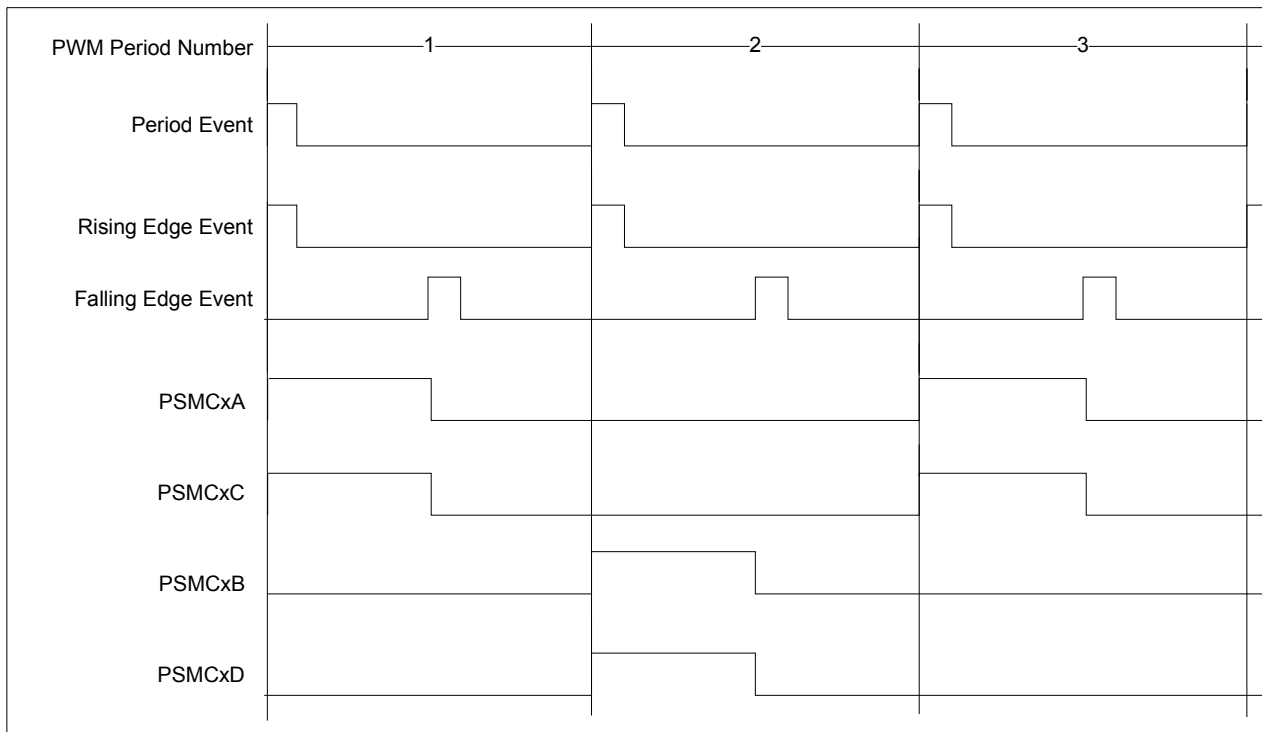 PWM Period Number
1
2
3
Period Event
Rising Edge Event
Falling Edge Event
PSMCxA
PSMCxC
PSMCxB
PSMCxD